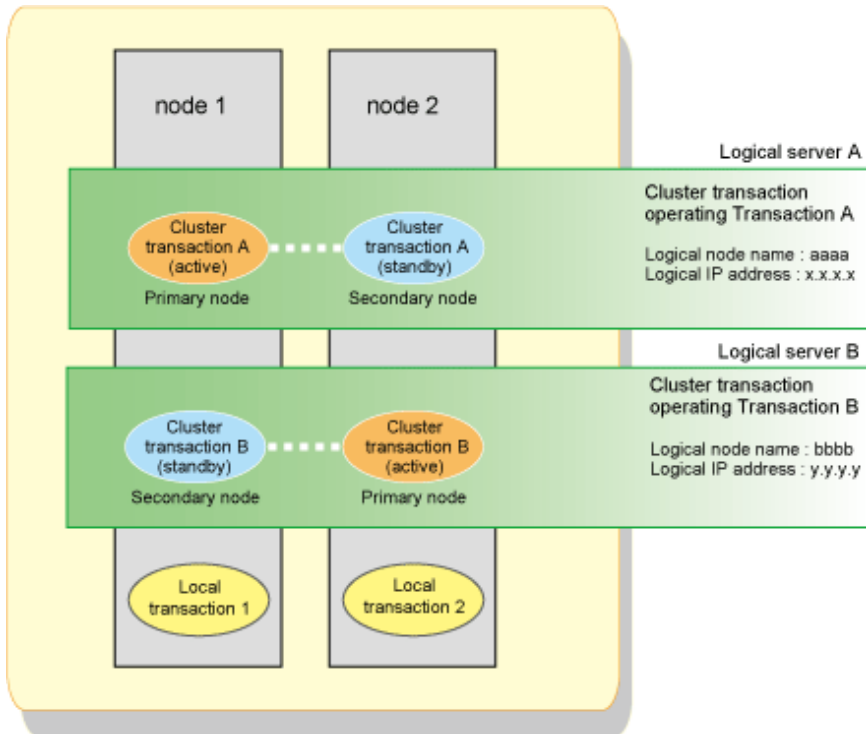 node 1
node 2
Logical server A
Cluster transaction
operating Transaction A
Logical node name : aaaa
Logical IP address : x.x.x.x
Cluster
transaction A
(active)
Primary node
Cluster
transaction A
(standby)
Secondary node
Logical server B
Cluster transaction
operating Transaction B
Logical node name : bbbb
Logical IP address : y.y.y.y
Cluster
transaction B
(standby)
Secondary node
Cluster
transaction B
(active)
Primary node
Local
transaction 1
Local
transaction 2